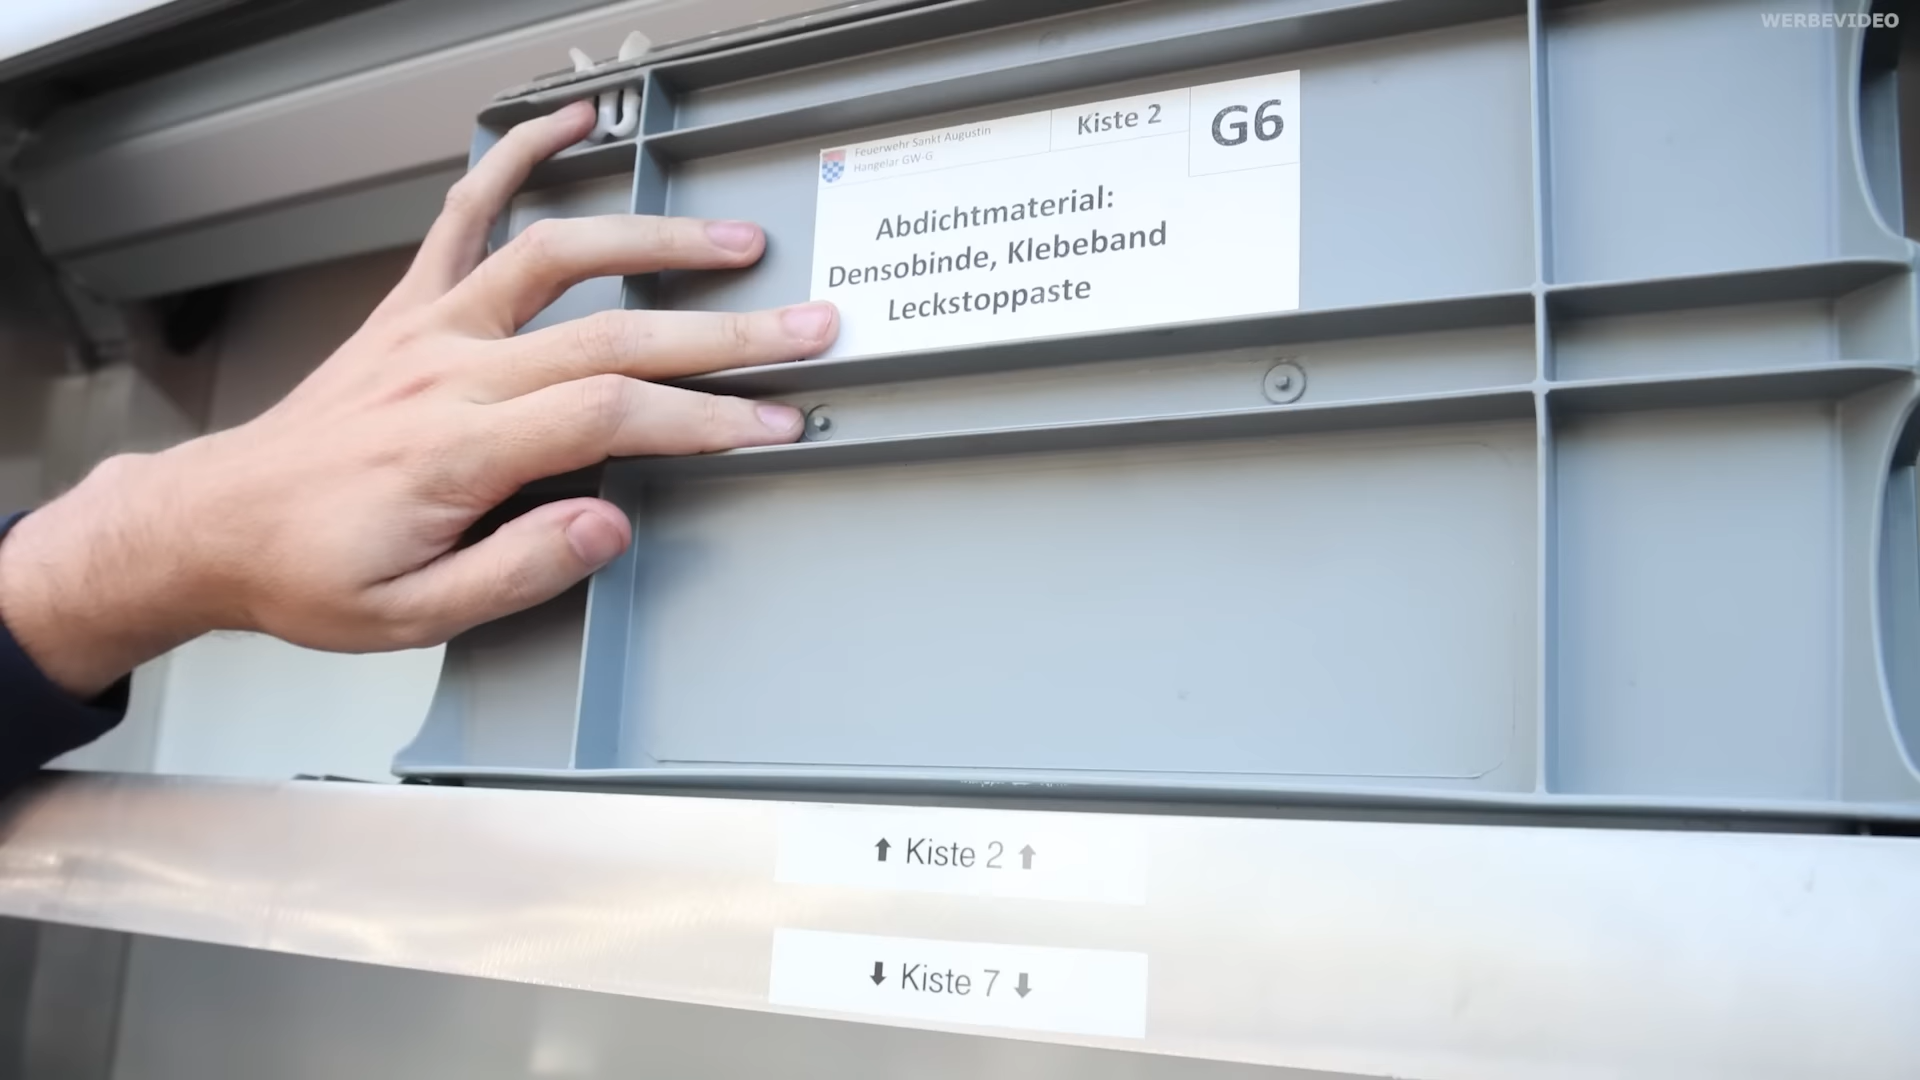 WERBEVIDEO
Feuerwehr Sankt Augustin
Hangelar GW-G
Kiste 2
G6
Abdichtmaterial:
Densobinde, Klebeband
Leckstoppaste
⬆ Kiste 2 ⬆
⬇ Kiste 7 ⬇